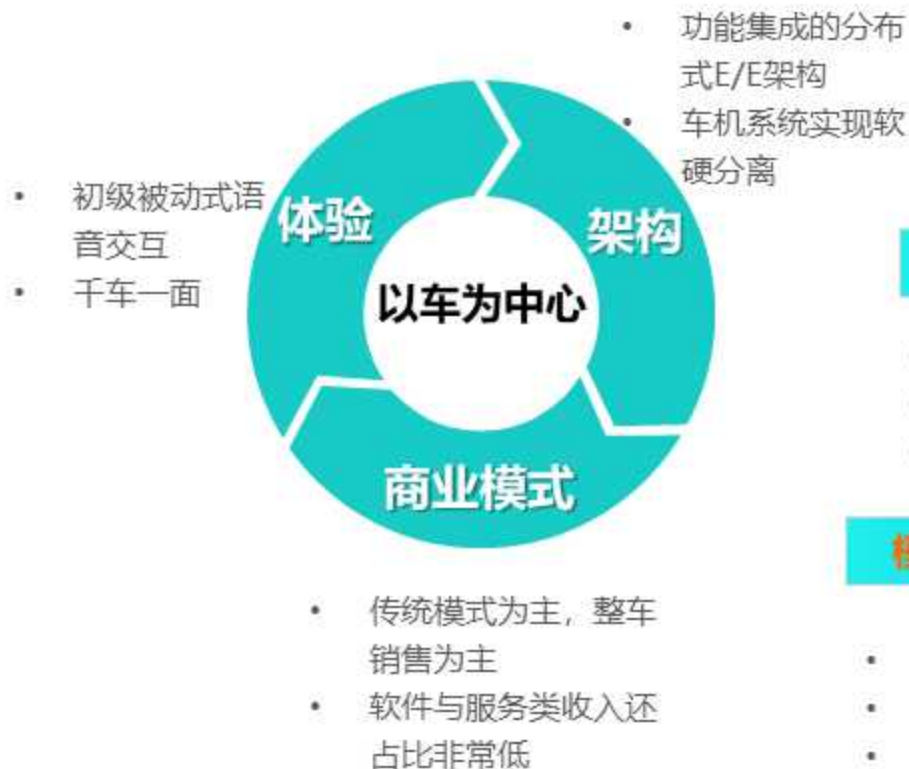 • 功能集成的分布
式E/E架构
• 车机系统实现软
硬分离
• 初级被动式语
音交互
• 千车一面
体验
架构
以车为中心
商业模式
• 传统模式为主，整车
销售为主
• 软件与服务类收入还
占比非常低